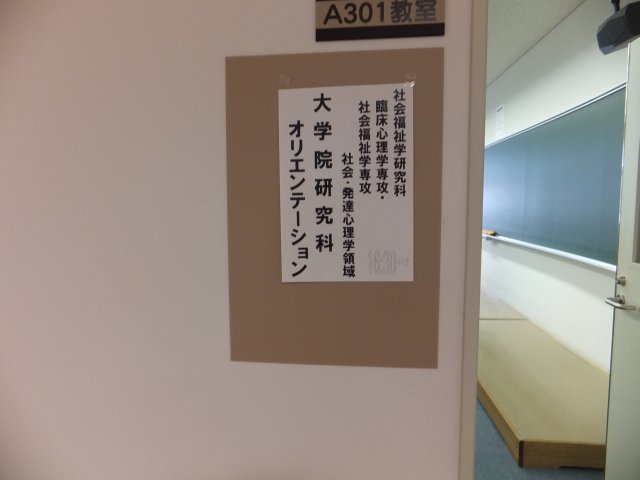 A301教室
社会福祉学研究科
臨床心理学専攻・
社会福祉学専攻
社会・発達心理学領域
大学院研究科
オリエンテーション
16:30〜